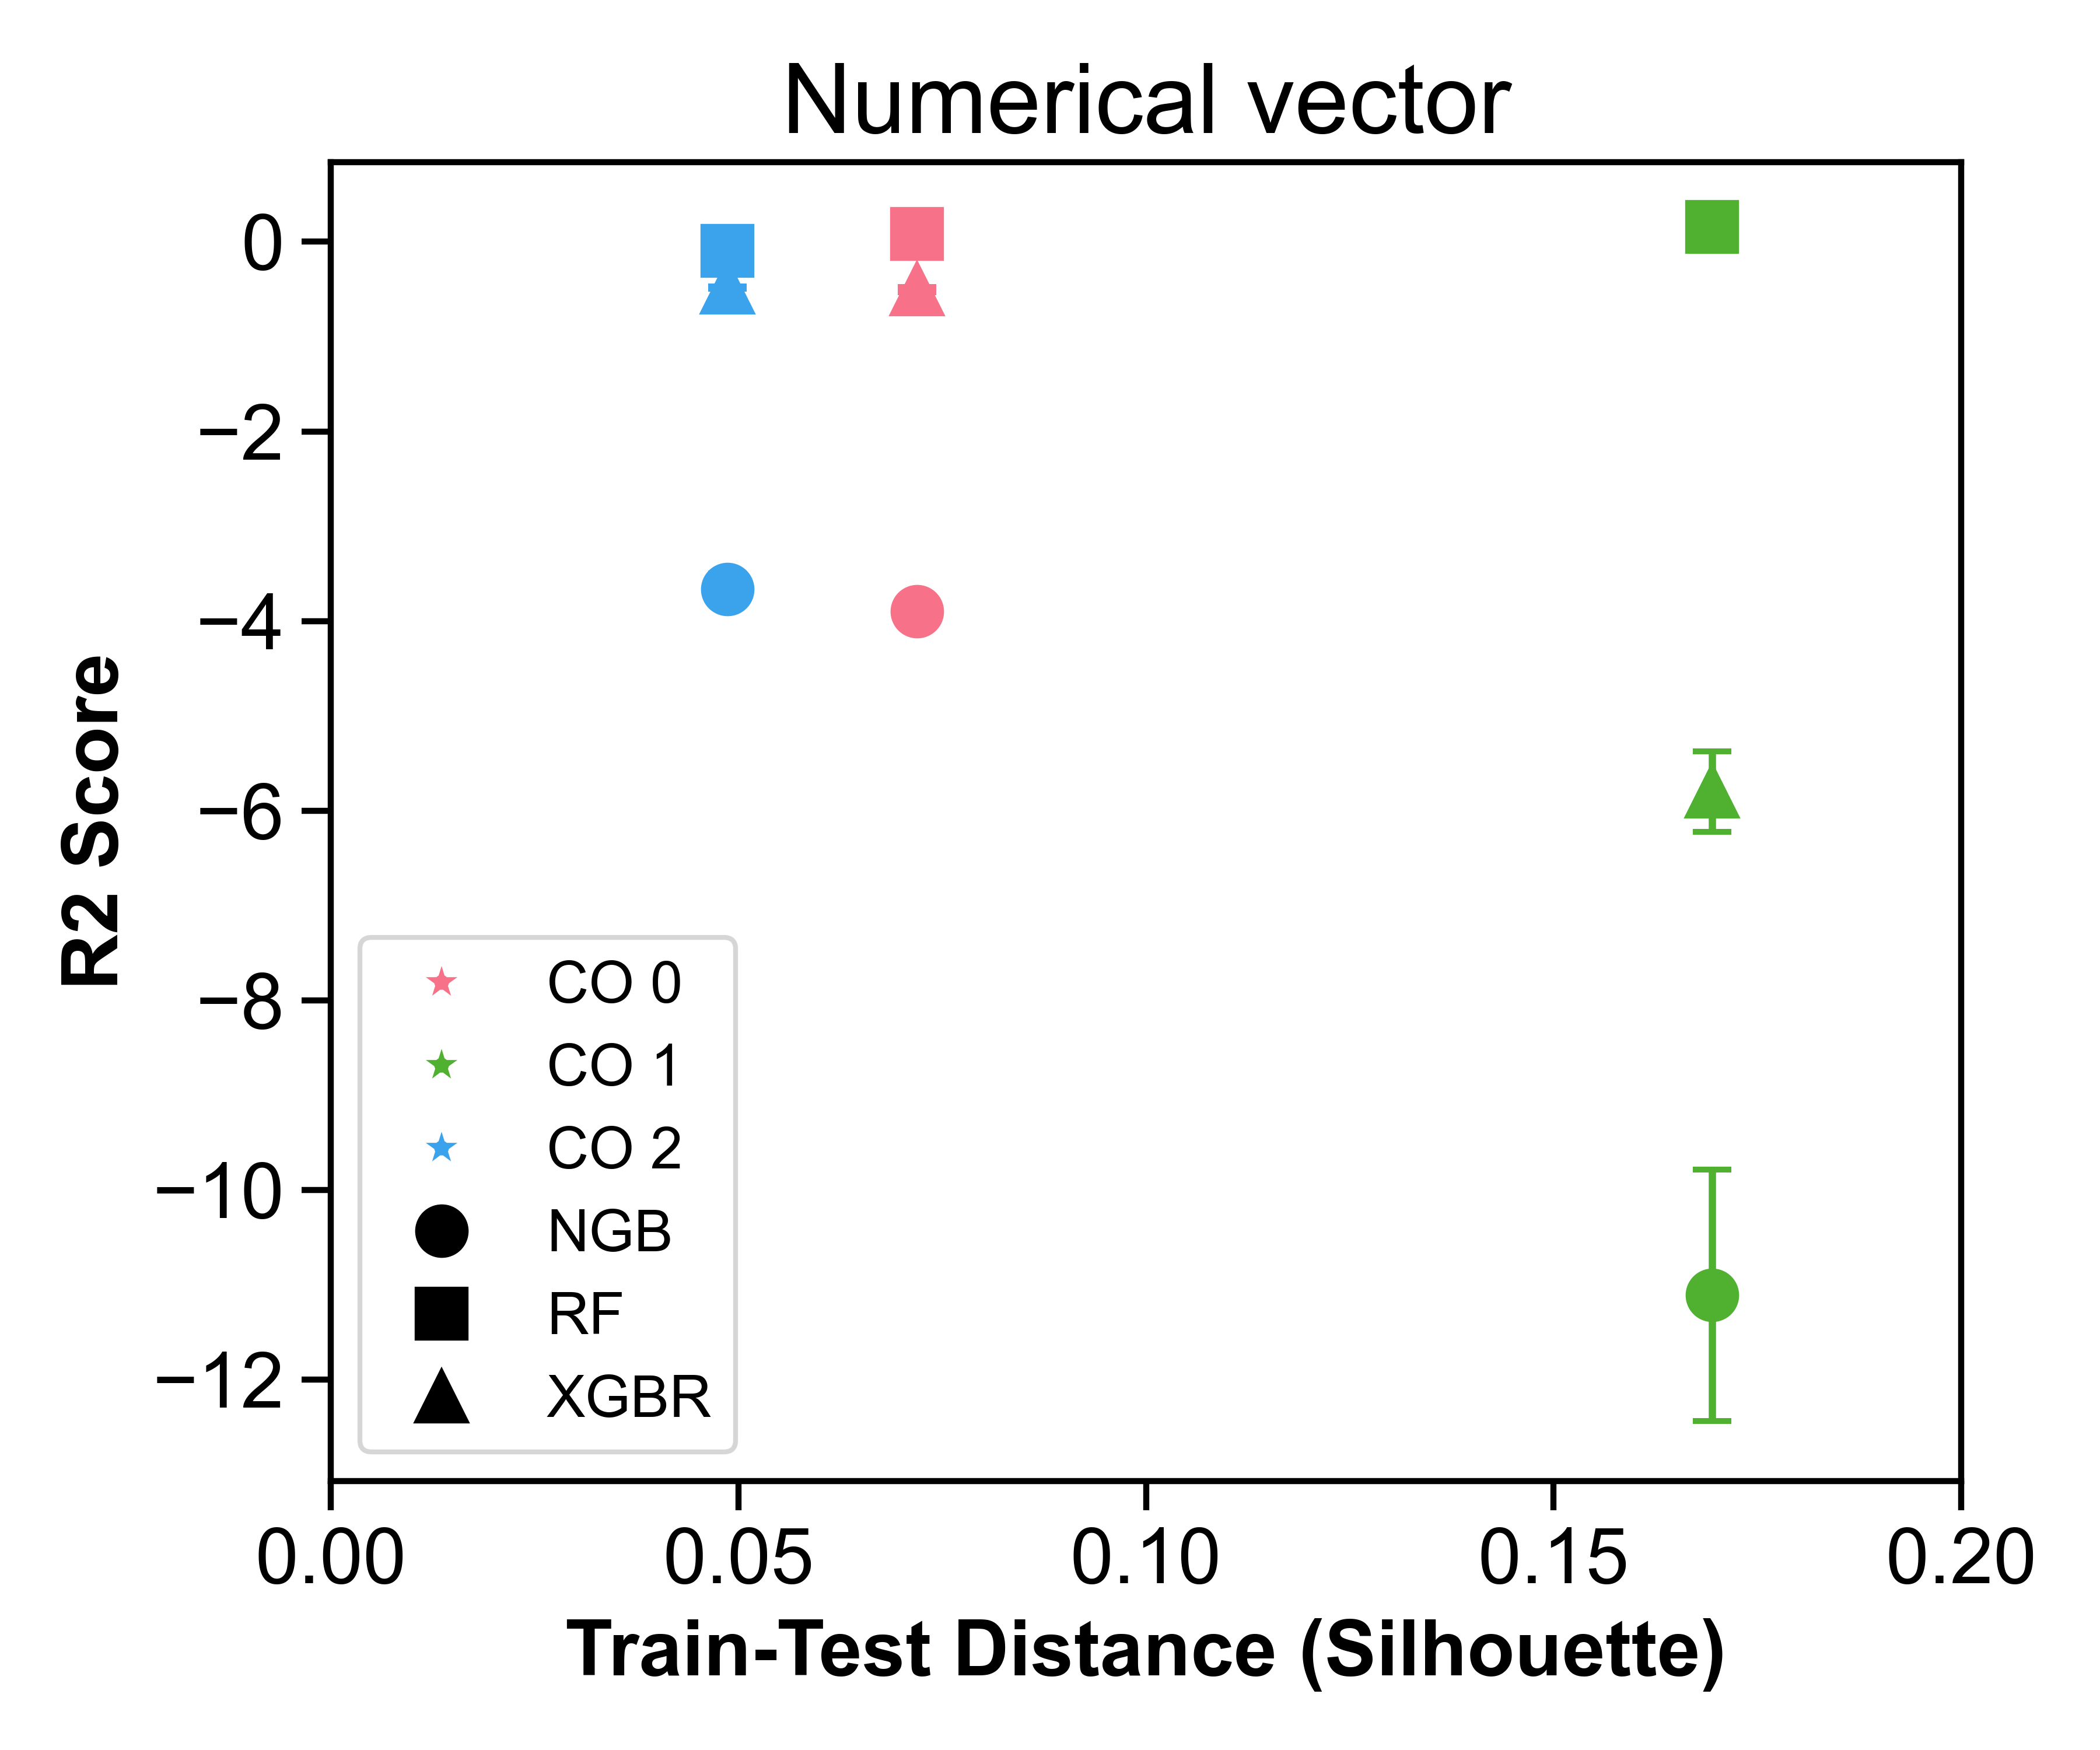 Numerical vector
0
−2
−4
−6
−8
−10
−12
R2 Score
CO 0
CO 1
CO 2
NGB
RF
XGBR
0.00 0.05 0.10 0.15 0.20
Train-Test Distance (Silhouette)